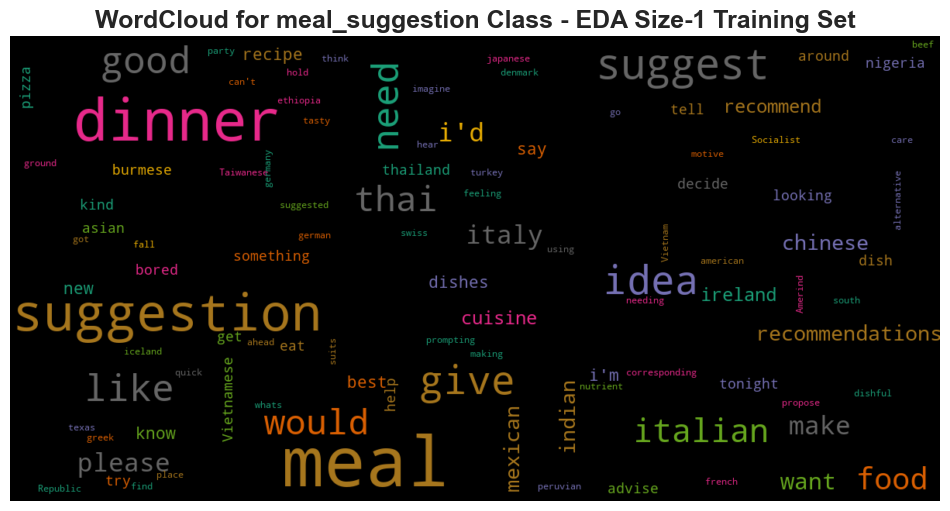 WordCloud for meal_suggestion Class - EDA Size-1 Training Set
good
party
recipe
think
need
japanese
denmark
suggest
around
beef
nigeria
pizza
can't
hold
imagine
dinner
ethiopia
tasty
i'd
go
tell
recommend
hear
say
Socialist
care
ground
burmese
Taiwanese
germany
thailand
turkey
motive
kind
suggested
thai
feeling
decide
looking
alternative
asian
got
fall
german
swiss
italy
using
Vietnam
chinese
something
bored
american
dish
new
dishes
idea
needing
ireland
Amerind
south
suggestion
cuisine
recommendations
get
ahead
eat
suits
prompting
making
iceland
quick
like
Vietnamese
best
help
give
i'm
corresponding
nutrient
tonight
dishful
whats
would
mexican
indian
propose
texas
greek
know
italian
make
please
meal
try
place
want
food
Republic
find
peruvian
advise
french